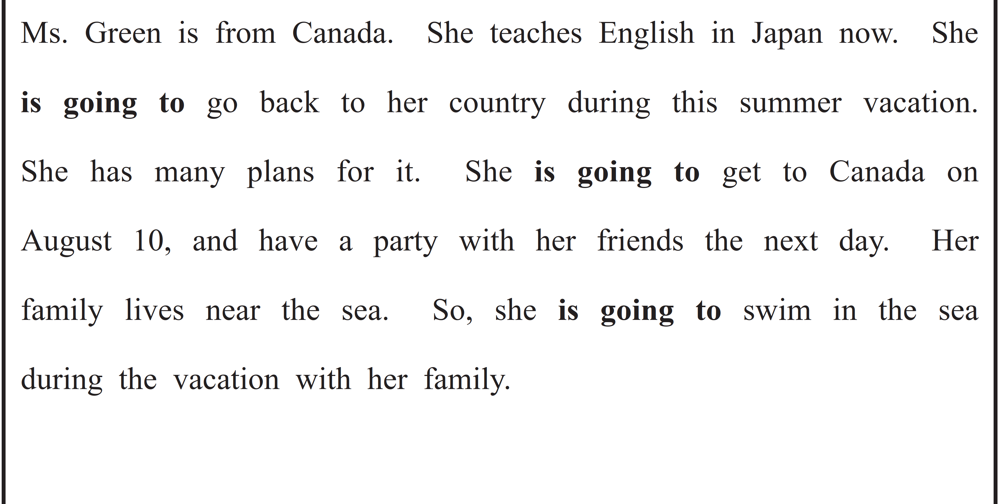 Ms. Green is from Canada. She teaches English in Japan now. She
is going to go back to her country during this summer vacation.
She has many plans for it. She is going to get to Canada on
August 10, and have a party with her friends the next day. Her
family lives near the sea. So, she is going to swim in the sea
during the vacation with her family.